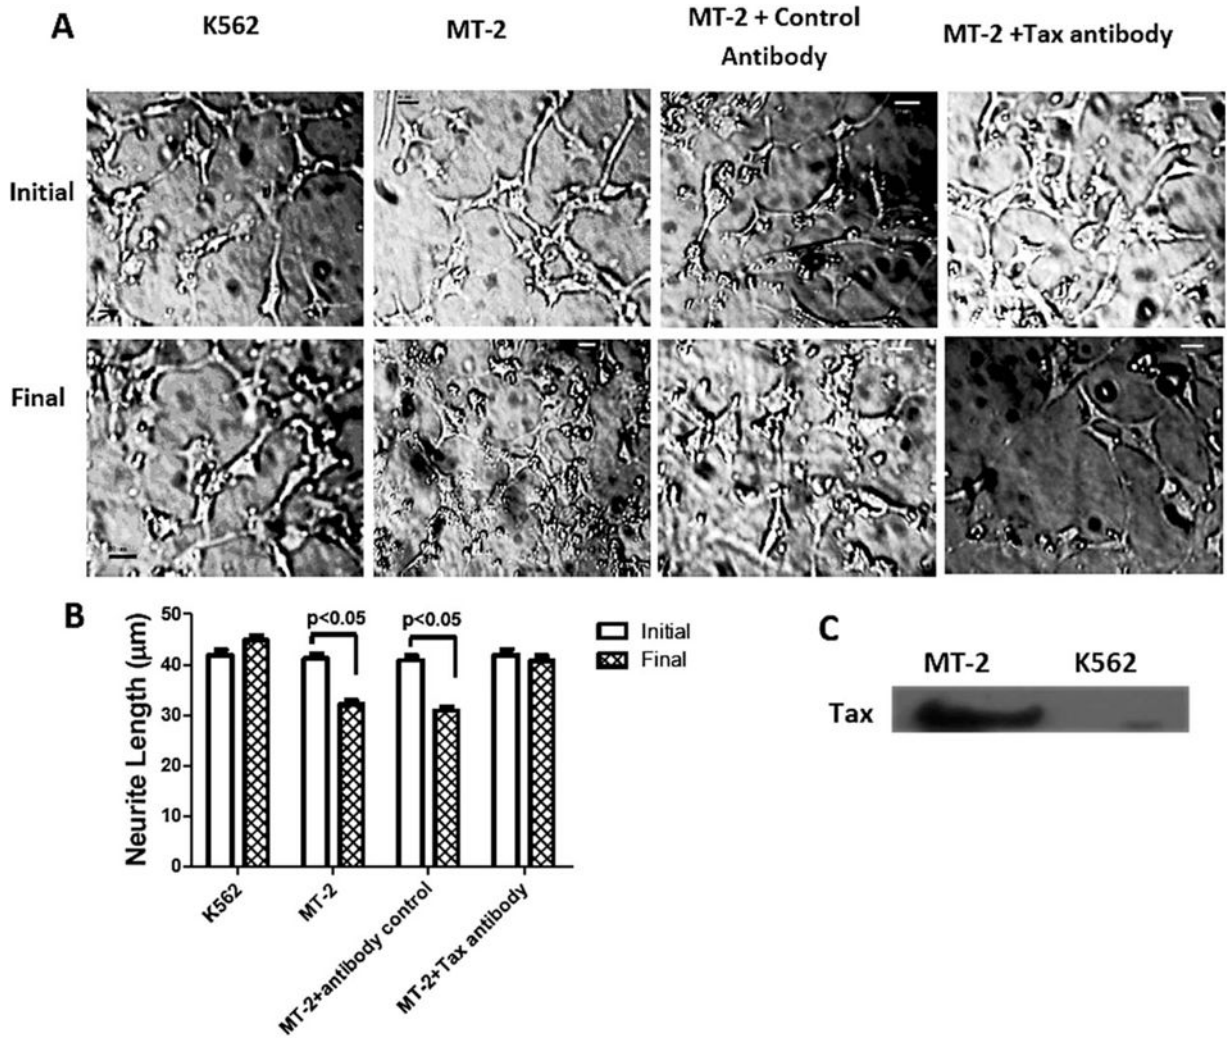 A
K562
MT-2
MT-2 + Control
Antibody
MT-2 +Tax antibody
Initial
Final
B
Neurite Length (µm)
50
40
30
20
10
0
p<0.05
p<0.05
Initial
Final
K562
MT-2
MT-2+antibody control
MT-2+Tax antibody
C
MT-2
K562
Tax